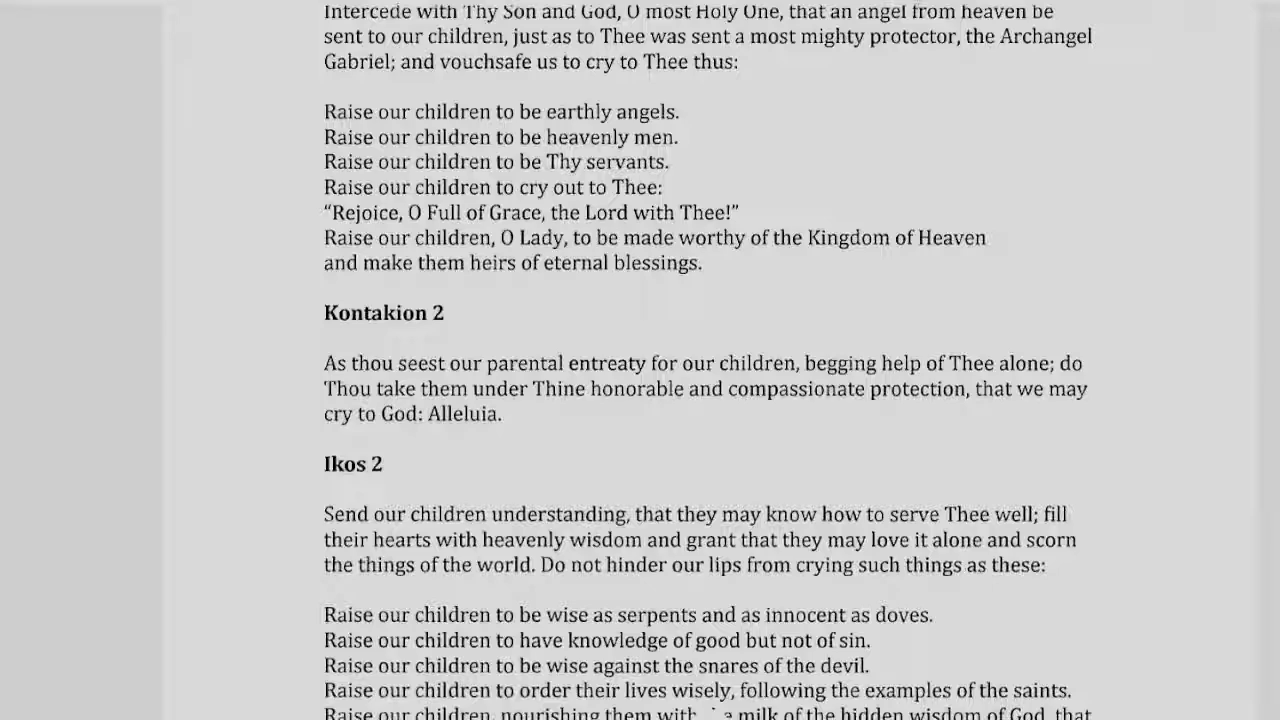 Intercede with Thy Son and God, O most Holy One, that an angel from heaven be
sent to our children, just as to Thee was sent a most mighty protector, the Archangel
Gabriel; and vouchsafe us to cry to Thee thus:
Raise our children to be earthly angels.
Raise our children to be heavenly men.
Raise our children to be Thy servants.
Raise our children to cry out to Thee:
“Rejoice, O Full of Grace, the Lord with Thee!”
Raise our children, O Lady, to be made worthy of the Kingdom of Heaven
and make them heirs of eternal blessings.
Kontakion 2
As thou seest our parental entreaty for our children, begging help of Thee alone; do
Thou take them under Thine honorable and compassionate protection, that we may
cry to God: Alleluia.
Ikos 2
Send our children understanding, that they may know how to serve Thee well; fill
their hearts with heavenly wisdom and grant that they may love it alone and scorn
the things of the world. Do not hinder our lips from crying such things as these:
Raise our children to be wise as serpents and as innocent as doves.
Raise our children to have knowledge of good but not of sin.
Raise our children to be wise against the snares of the devil.
Raise our children to order their lives wisely, following the examples of the saints.
Raise our children, nourishing them with milk of the hidden wisdom of God, that